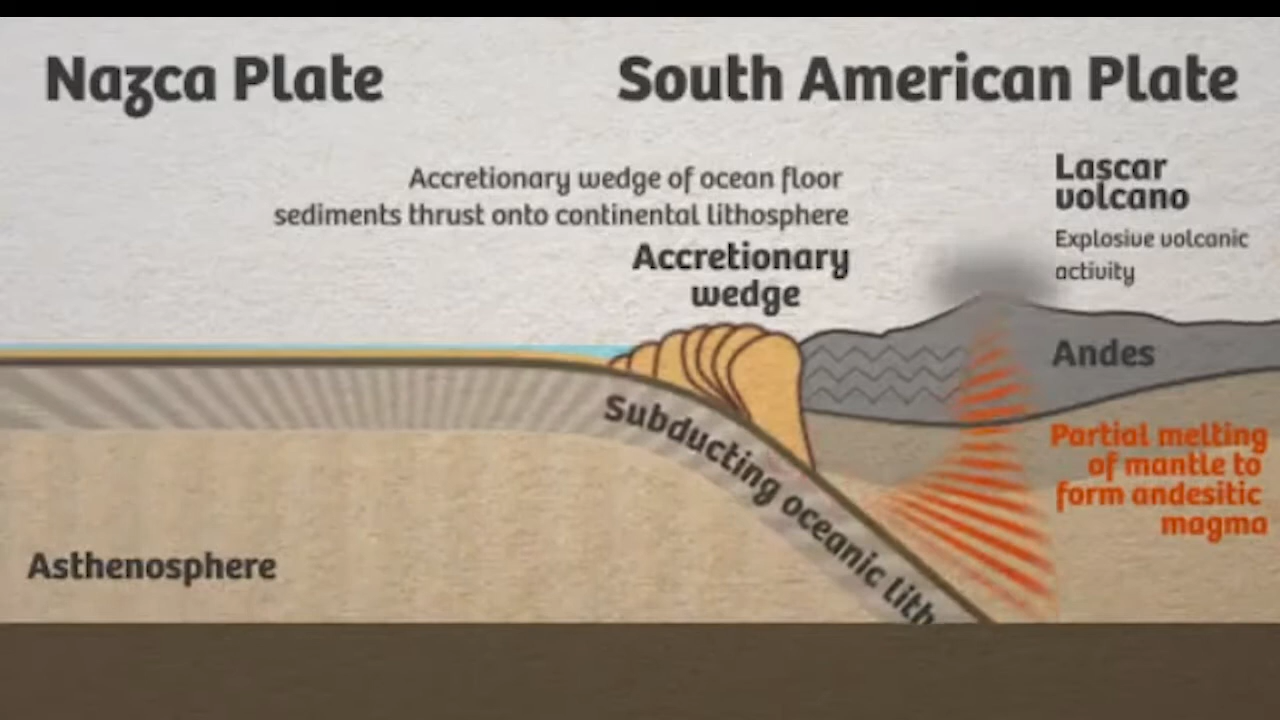 Nazca Plate
South American Plate
Accretionary wedge of ocean floor
sediments thrust onto continental lithosphere
Accretionary
wedge
Lascar
volcano
Explosive volcanic
activity
Andes
Subducting oceanic lith
Partial melting
of mantle to
form andesitic
magma
Asthenosphere